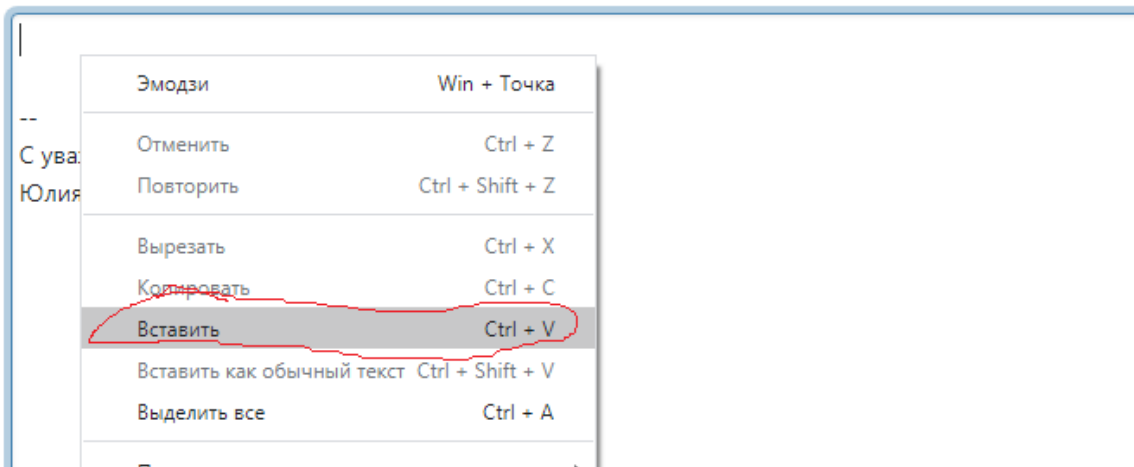 Эмодзи Win + Точка
--
Отменить Ctrl + Z
С ува
Повторить Ctrl + Shift + Z
Юлия
Вырезать Ctrl + X
Копировать Ctrl + C
Вставить Ctrl + V
Вставить как обычный текст Ctrl + Shift + V
Выделить все Ctrl + A